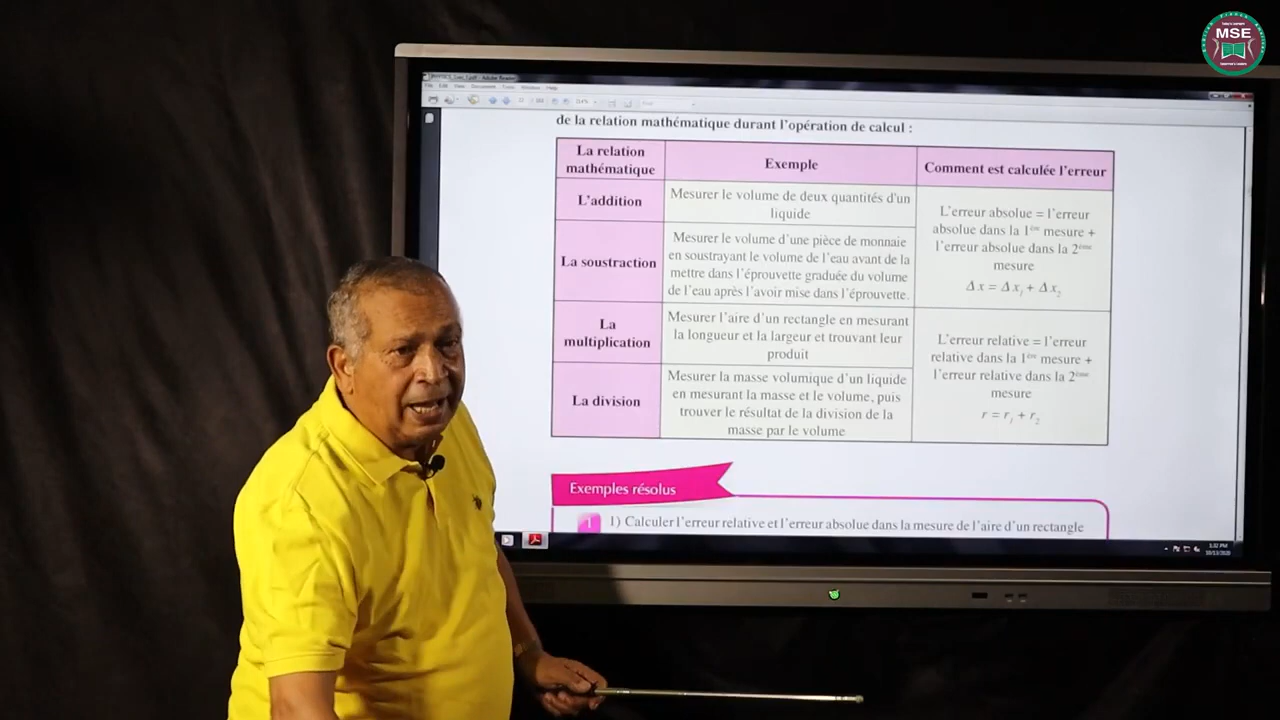 MSE
de la relation mathématique durant l'opération de calcul :
La relation
mathématique
Exemple
Comment est calculée l'erreur
L'addition
Mesurer le volume de deux quantités d'un
liquide
L'erreur absolue = l'erreur
absolue dans la 1ère mesure +
l'erreur absolue dans la 2ème
mesure
Δ x = Δ x1 + Δ x2
La soustraction
Mesurer le volume d'une pièce de monnaie
en soustrayant le volume de l'eau avant de la
mettre dans l'éprouvette graduée du volume
de l'eau après l'avoir mise dans l'éprouvette.
La
multiplication
Mesurer l'aire d'un rectangle en mesurant
la longueur et la largeur et trouvant leur
produit
L'erreur relative = l'erreur
relative dans la 1ère mesure +
l'erreur relative dans la 2ème
mesure
r = r1 + r2
La division
Mesurer la masse volumique d'un liquide
en mesurant la masse et le volume, puis
trouver le résultat de la division de la
masse par le volume
Exemples résolus
1 1) Calculer l'erreur relative et l'erreur absolue dans la mesure de l'aire d'un rectangle